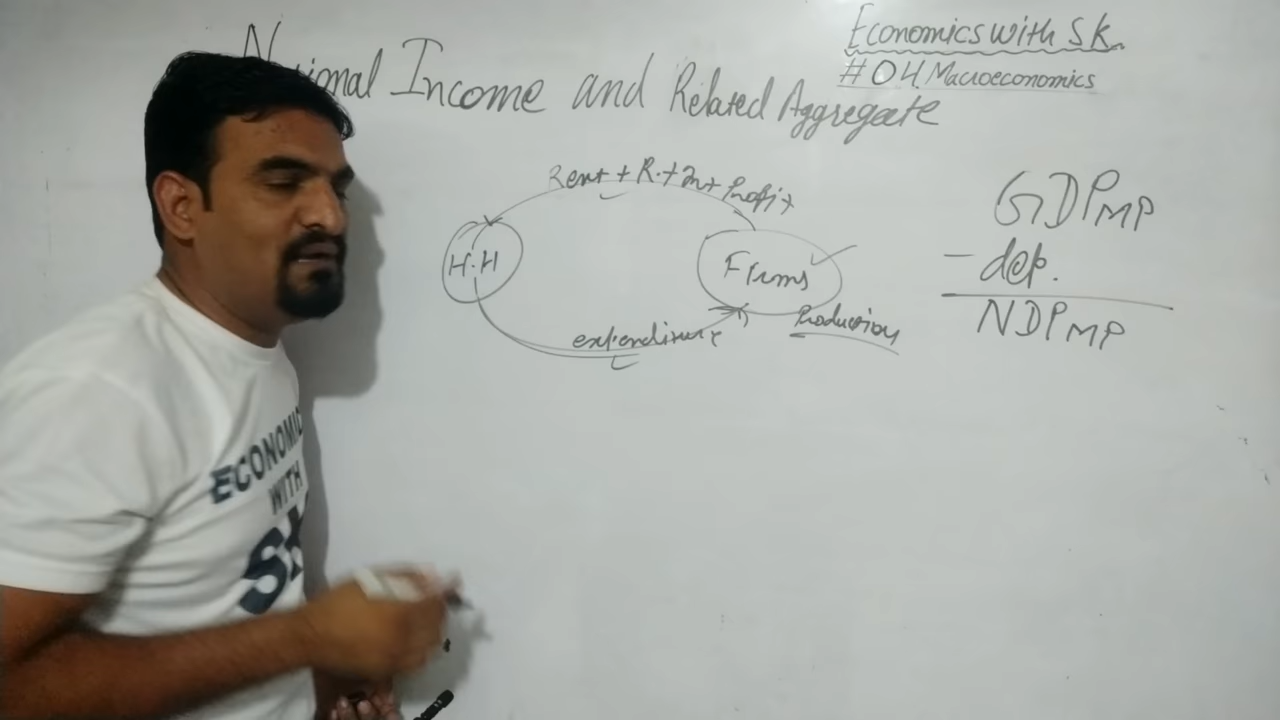 Economics with S K
#04 Macroeconomics
National Income and Related Aggregate
Rent + R. + In + Profit
H.H
Firms
expenditure
Production
GDPMP
- dep.
NDPMP
ECONOMIC
WITH
SK